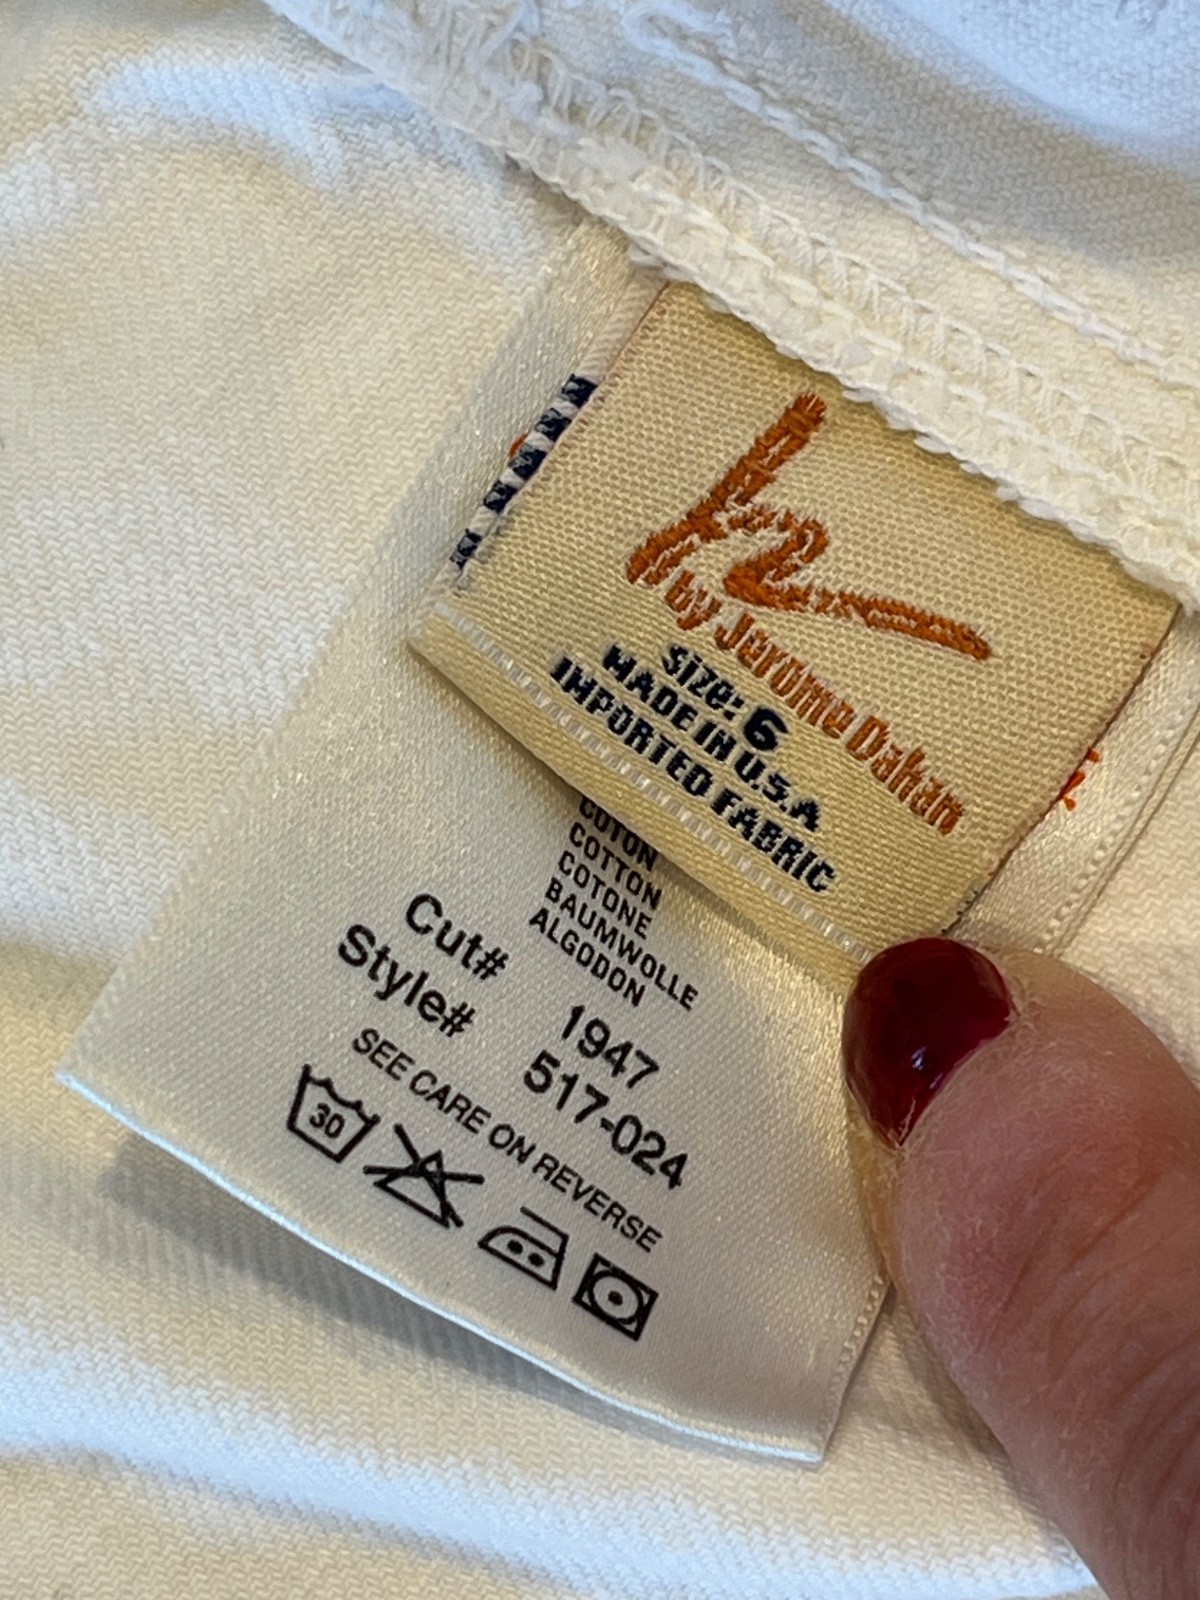 by Jerome Dahan
Size: 6
MADE IN U.S.A
IMPORTED FABRIC
COTON
COTTON
COTONE
BAUMWOLLE
ALGODON
Cut# 1947
Style# 517-024
SEE CARE ON REVERSE
30